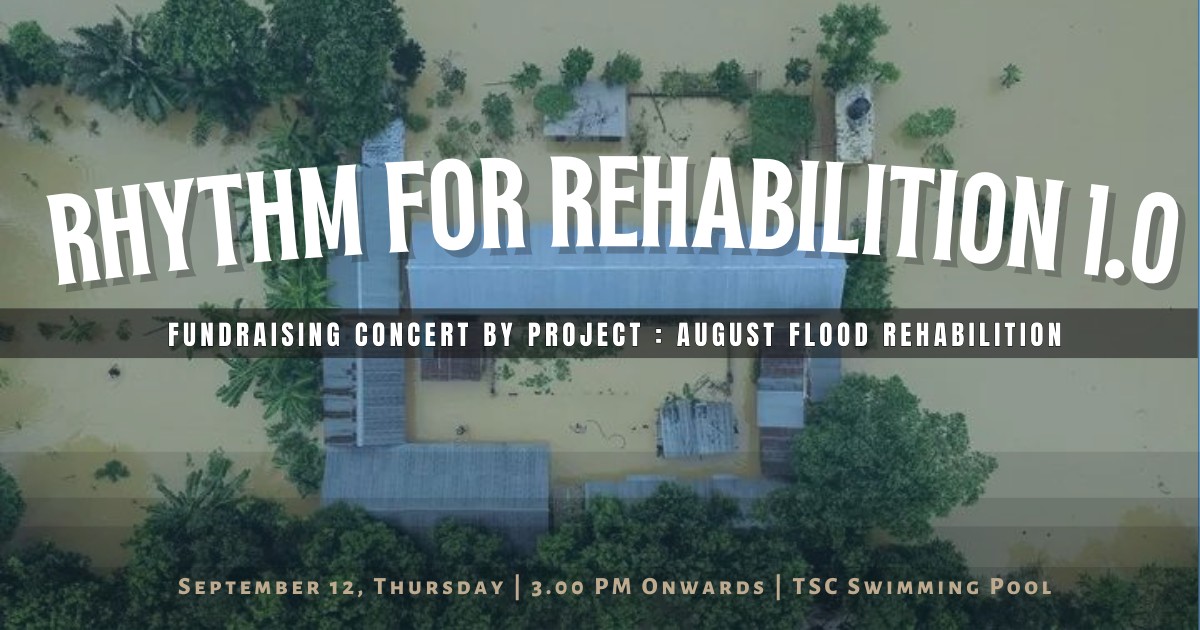 RHYTHM FOR REHABILITION 1.0
FUNDRAISING CONCERT BY PROJECT : AUGUST FLOOD REHABILITION
September 12, Thursday | 3.00 PM Onwards | TSC Swimming Pool